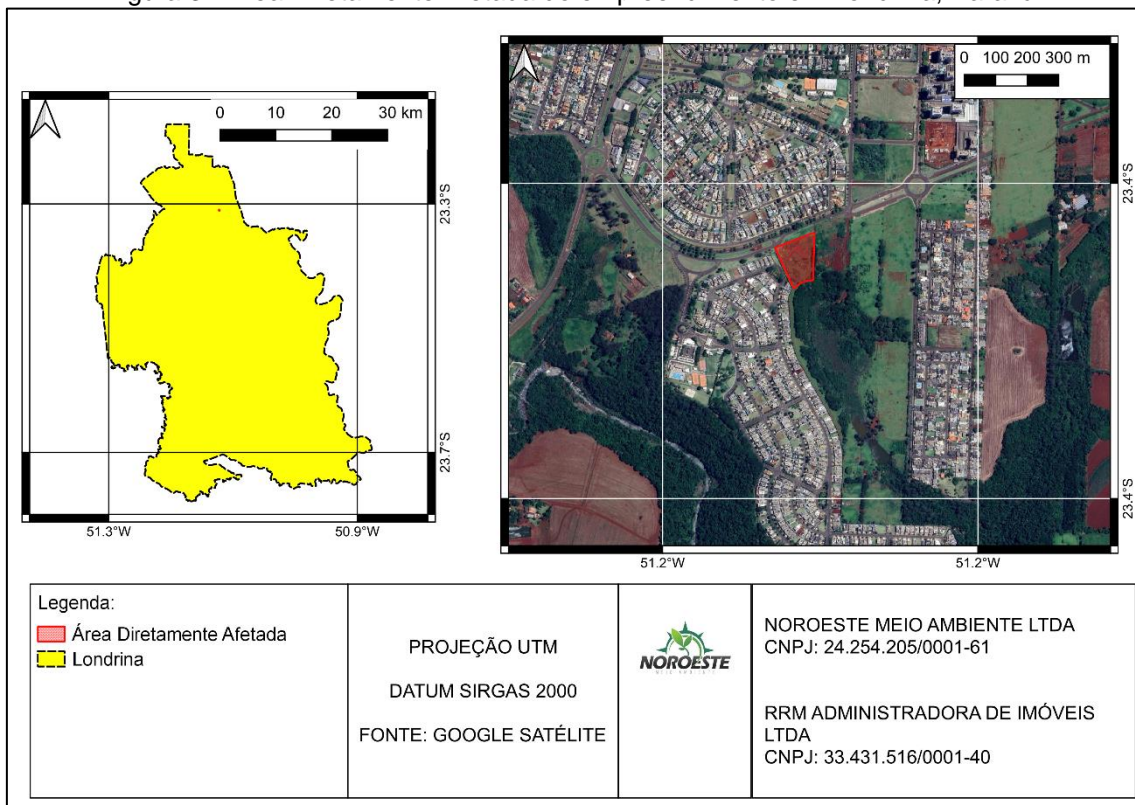 0 10 20 30 km
23.3°S
23.7°S
51.3°W 50.9°W
0 100 200 300 m
23.4°S
23.4°S
51.2°W 51.2°W
Legenda:
Área Diretamente Afetada
Londrina
PROJEÇÃO UTM
DATUM SIRGAS 2000
FONTE: GOOGLE SATÉLITE
NOROESTE
NOROESTE MEIO AMBIENTE LTDA
CNPJ: 24.254.205/0001-61
RRM ADMINISTRADORA DE IMÓVEIS
LTDA
CNPJ: 33.431.516/0001-40